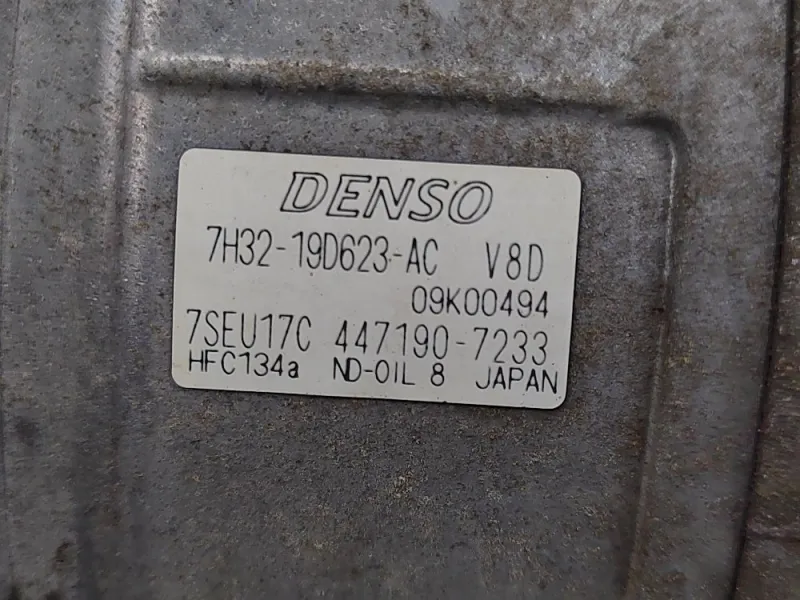 DENSO
7H32-19D623-AC V8D
09K00494
7SEU17C 447190-7233
HFC134a ND-OIL 8 JAPAN